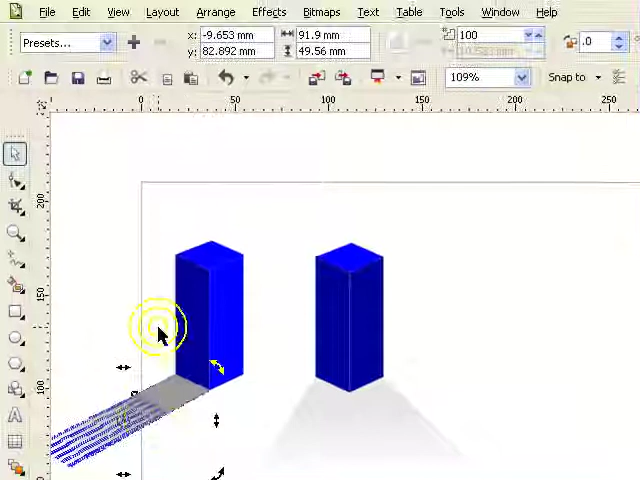 File Edit View Layout Arrange Effects Bitmaps Text Table Tools Window Help
Presets... x: -9.653 mm 91.9 mm 100 .0
y: 82.892 mm 49.56 mm
109% Snap to
0 50 100 150 200 250
200
150
100
A